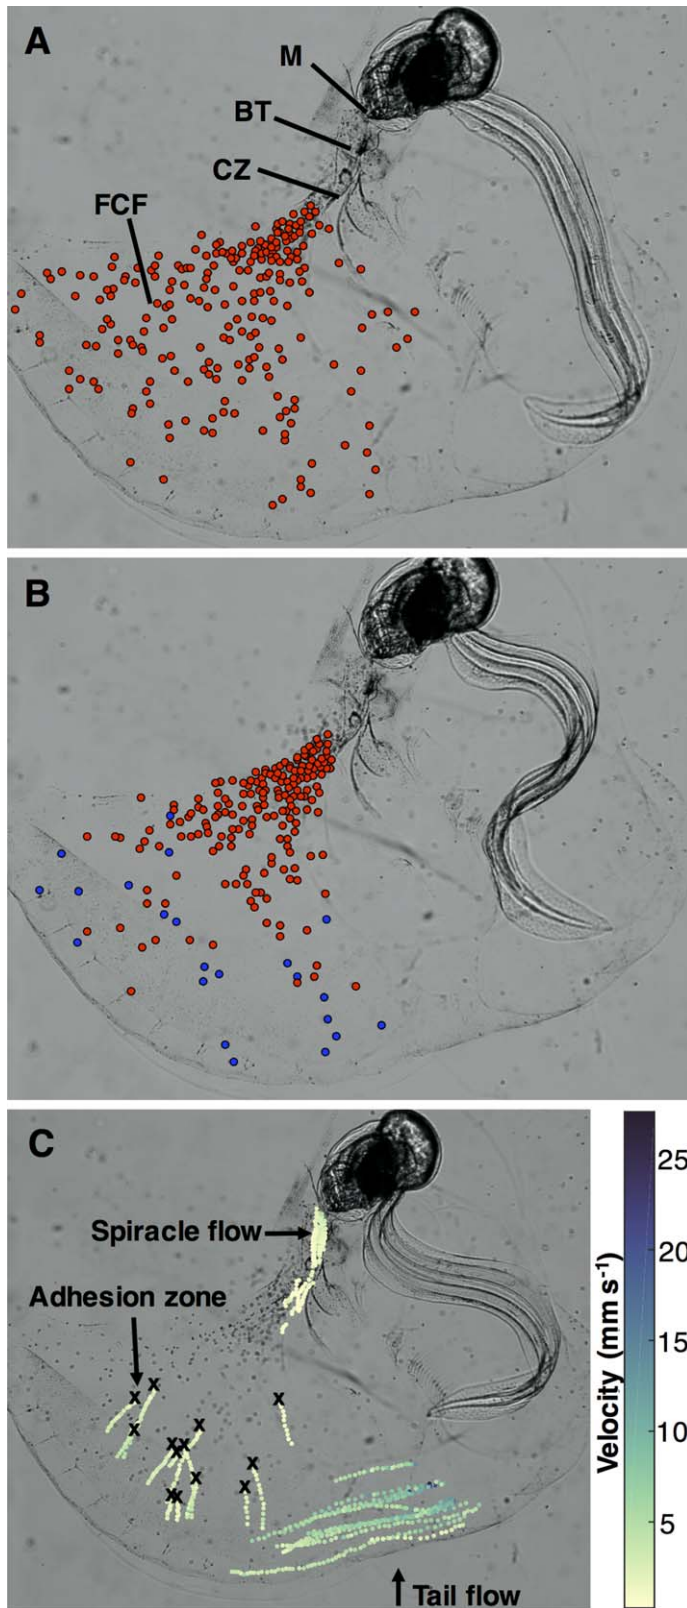 A
M
BT
CZ
FCF
B
C
Spiracle flow
Adhesion zone
X
X
X
X
X
X
X
X
X
X
X
X
X
Tail flow
25
20
15
10
5
Velocity (mm s⁻¹)